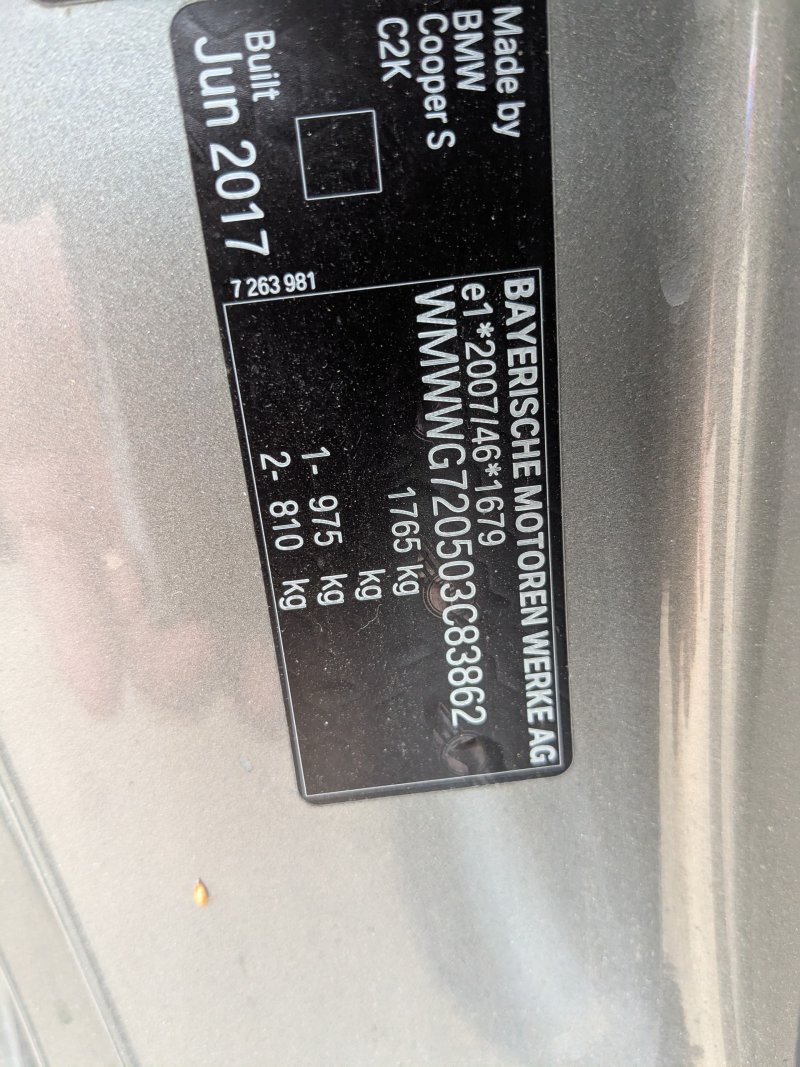 Made by
BMW
Cooper S
C2K
Built
Jun 2017
7 263 981
BAYERISCHE MOTOREN WERKE AG
e1*2007/46*1679
WMWWG720503C83862
1765 kg
kg
1- 975 kg
2- 810 kg